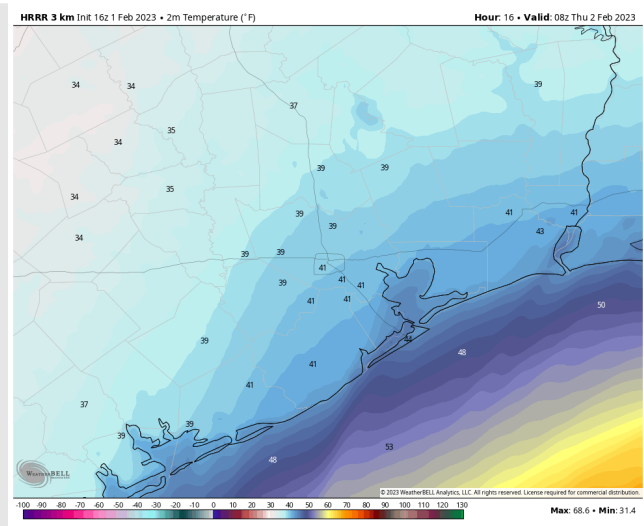 HRRR 3 km Init 16z 1 Feb 2023 • 2m Temperature (°F)
Hour: 16 • Valid: 08z Thu 2 Feb 2023
34 34 39
37
35
34
39 39
35
34
39 41 41
39 43
34
39 39
41
39 41 41
41 41 50
44
39 48
41
41
37
39
39
53
48
WeatherBELL
© 2023 WeatherBELL Analytics, LLC. All rights reserved. License required for commercial distribution.
-100 -90 -80 -70 -60 -50 -40 -30 -20 -10 0 10 20 30 40 50 60 70 80 90 100 110 120 130
Max: 68.6 • Min: 31.4